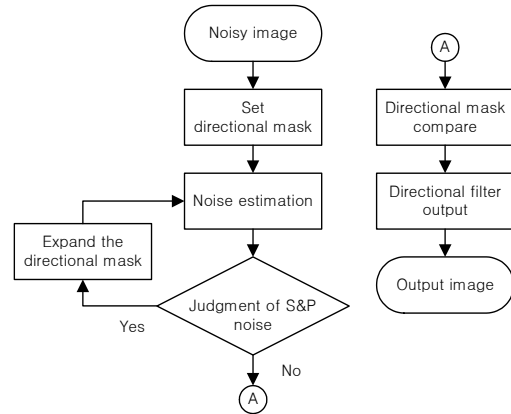 Noisy image
Set
directional mask
Noise estimation
Expand the
directional mask
Judgment of S&P
noise
Yes
No
A
A
Directional mask
compare
Directional filter
output
Output image